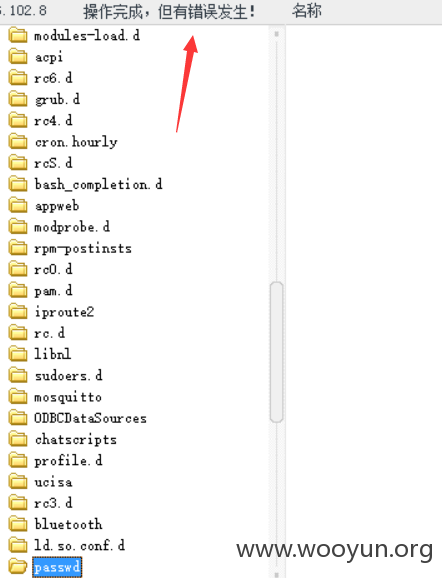 6.102.8 操作完成，但有错误发生! 名称
modules-load.d
acpi
rc6.d
grub.d
rc4.d
cron.hourly
rcS.d
bash_completion.d
appweb
modprobe.d
rpm-postinsts
rc0.d
pam.d
iproute2
rc.d
libnl
sudoers.d
mosquitto
ODBCDataSources
chatscripts
profile.d
ucisa
rc3.d
bluetooth
ld.so.conf.d
passwd
www.wooyun.org